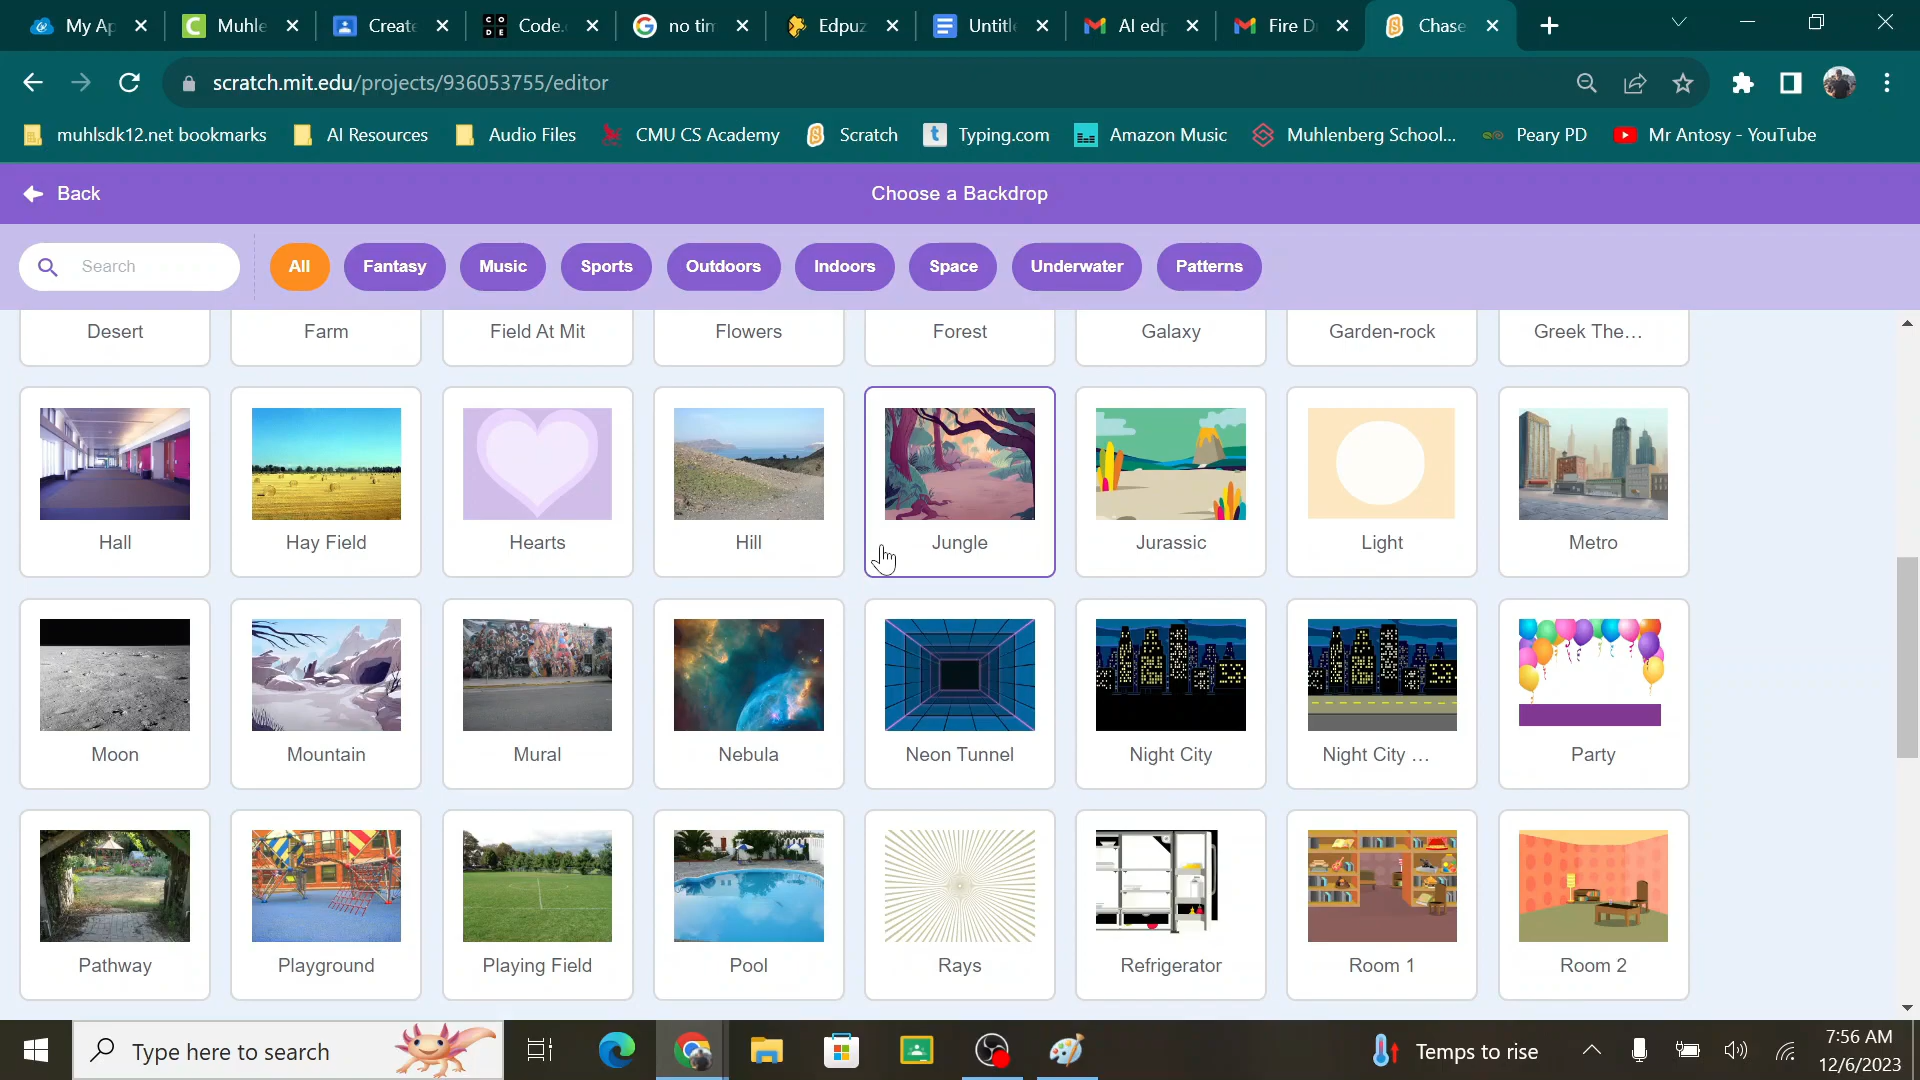 My Ap
Muhle
Create
Code.
no tim
Edpuz
Untitle
AI edp
Fire D
Chase
scratch.mit.edu/projects/936053755/editor
muhlsdk12.net bookmarks
AI Resources
Audio Files
CMU CS Academy
Scratch
Typing.com
Amazon Music
Muhlenberg School...
Peary PD
Mr Antosy - YouTube
Back
Choose a Backdrop
Search
All
Fantasy
Music
Sports
Outdoors
Indoors
Space
Underwater
Patterns
Desert
Farm
Field At Mit
Flowers
Forest
Galaxy
Garden-rock
Greek The...
Hall
Hay Field
Hearts
Hill
Jungle
Jurassic
Light
Metro
Moon
Mountain
Mural
Nebula
Neon Tunnel
Night City
Night City ...
Party
Pathway
Playground
Playing Field
Pool
Rays
Refrigerator
Room 1
Room 2
Type here to search
Temps to rise
7:56 AM
12/6/2023